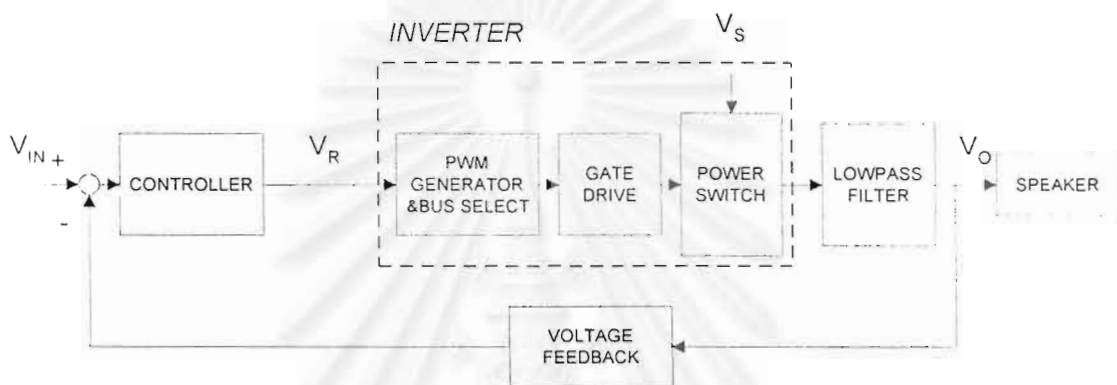 INVERTER
V_S
V_IN +
-
CONTROLLER
V_R
PWM
GENERATOR
&BUS SELECT
GATE
DRIVE
POWER
SWITCH
LOWPASS
FILTER
V_O
SPEAKER
VOLTAGE
FEEDBACK